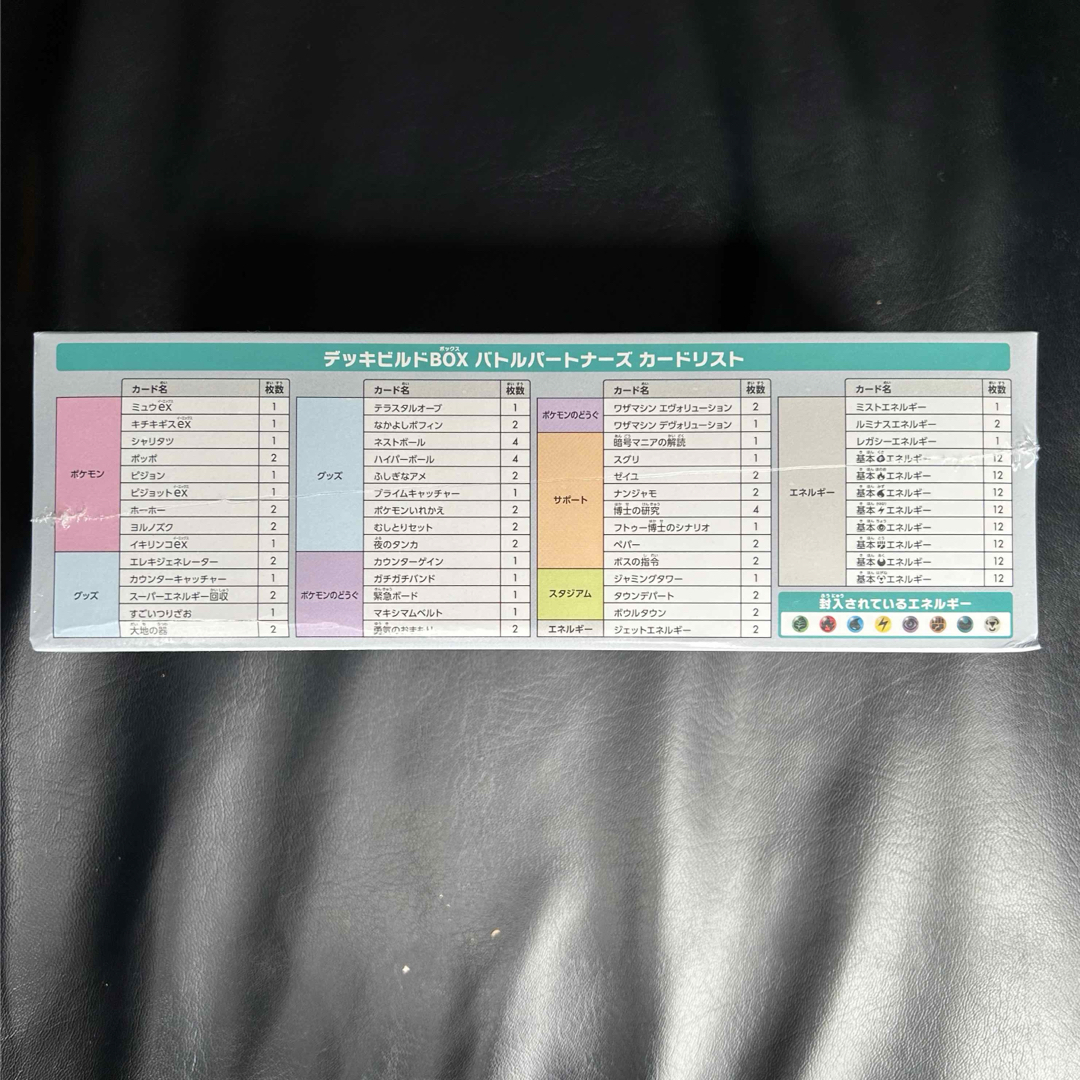 デッキビルドBOX バトルパートナーズ カードリスト
カード名 枚数
ポケモン
ミュウex 1
キチキギスex 1
シャリタツ 1
ポッポ 2
ピジョン 1
ピジョットex 1
ホーホー 2
ヨルノズク 2
イキリンコex 1
グッズ
エレキジェネレーター 2
カウンターキャッチャー 1
スーパーエネルギー回収 2
すごいつりざお 1
大地の器 2
カード名 枚数
グッズ
テラスタルオーブ 1
なかよしポフィン 2
ネストボール 4
ハイパーボール 4
ふしぎなアメ 2
プライムキャッチャー 1
ポケモンいれかえ 2
むしとりセット 2
夜のタンカ 2
ポケモンのどうぐ
カウンターゲイン 1
ガチガチバンド 1
緊急ボード 1
マキシマムベルト 1
勇気のおまもり 2
カード名 枚数
ポケモンのどうぐ
ワザマシン エヴォリューション 2
ワザマシン デヴォリューション 1
サポート
暗号マニアの解読 1
スグリ 1
ゼイユ 2
ナンジャモ 2
博士の研究 4
フトゥー博士のシナリオ 1
ペパー 2
ボスの指令 2
スタジアム
ジャミングタワー 1
タウンデパート 2
ボウルタウン 2
エネルギー
ジェットエネルギー 2
カード名 枚数
エネルギー
ミストエネルギー 1
ルミナスエネルギー 2
レガシーエネルギー 1
基本エネルギー 12
基本エネルギー 12
基本エネルギー 12
基本エネルギー 12
基本エネルギー 12
基本エネルギー 12
基本エネルギー 12
基本エネルギー 12
封入されているエネルギー